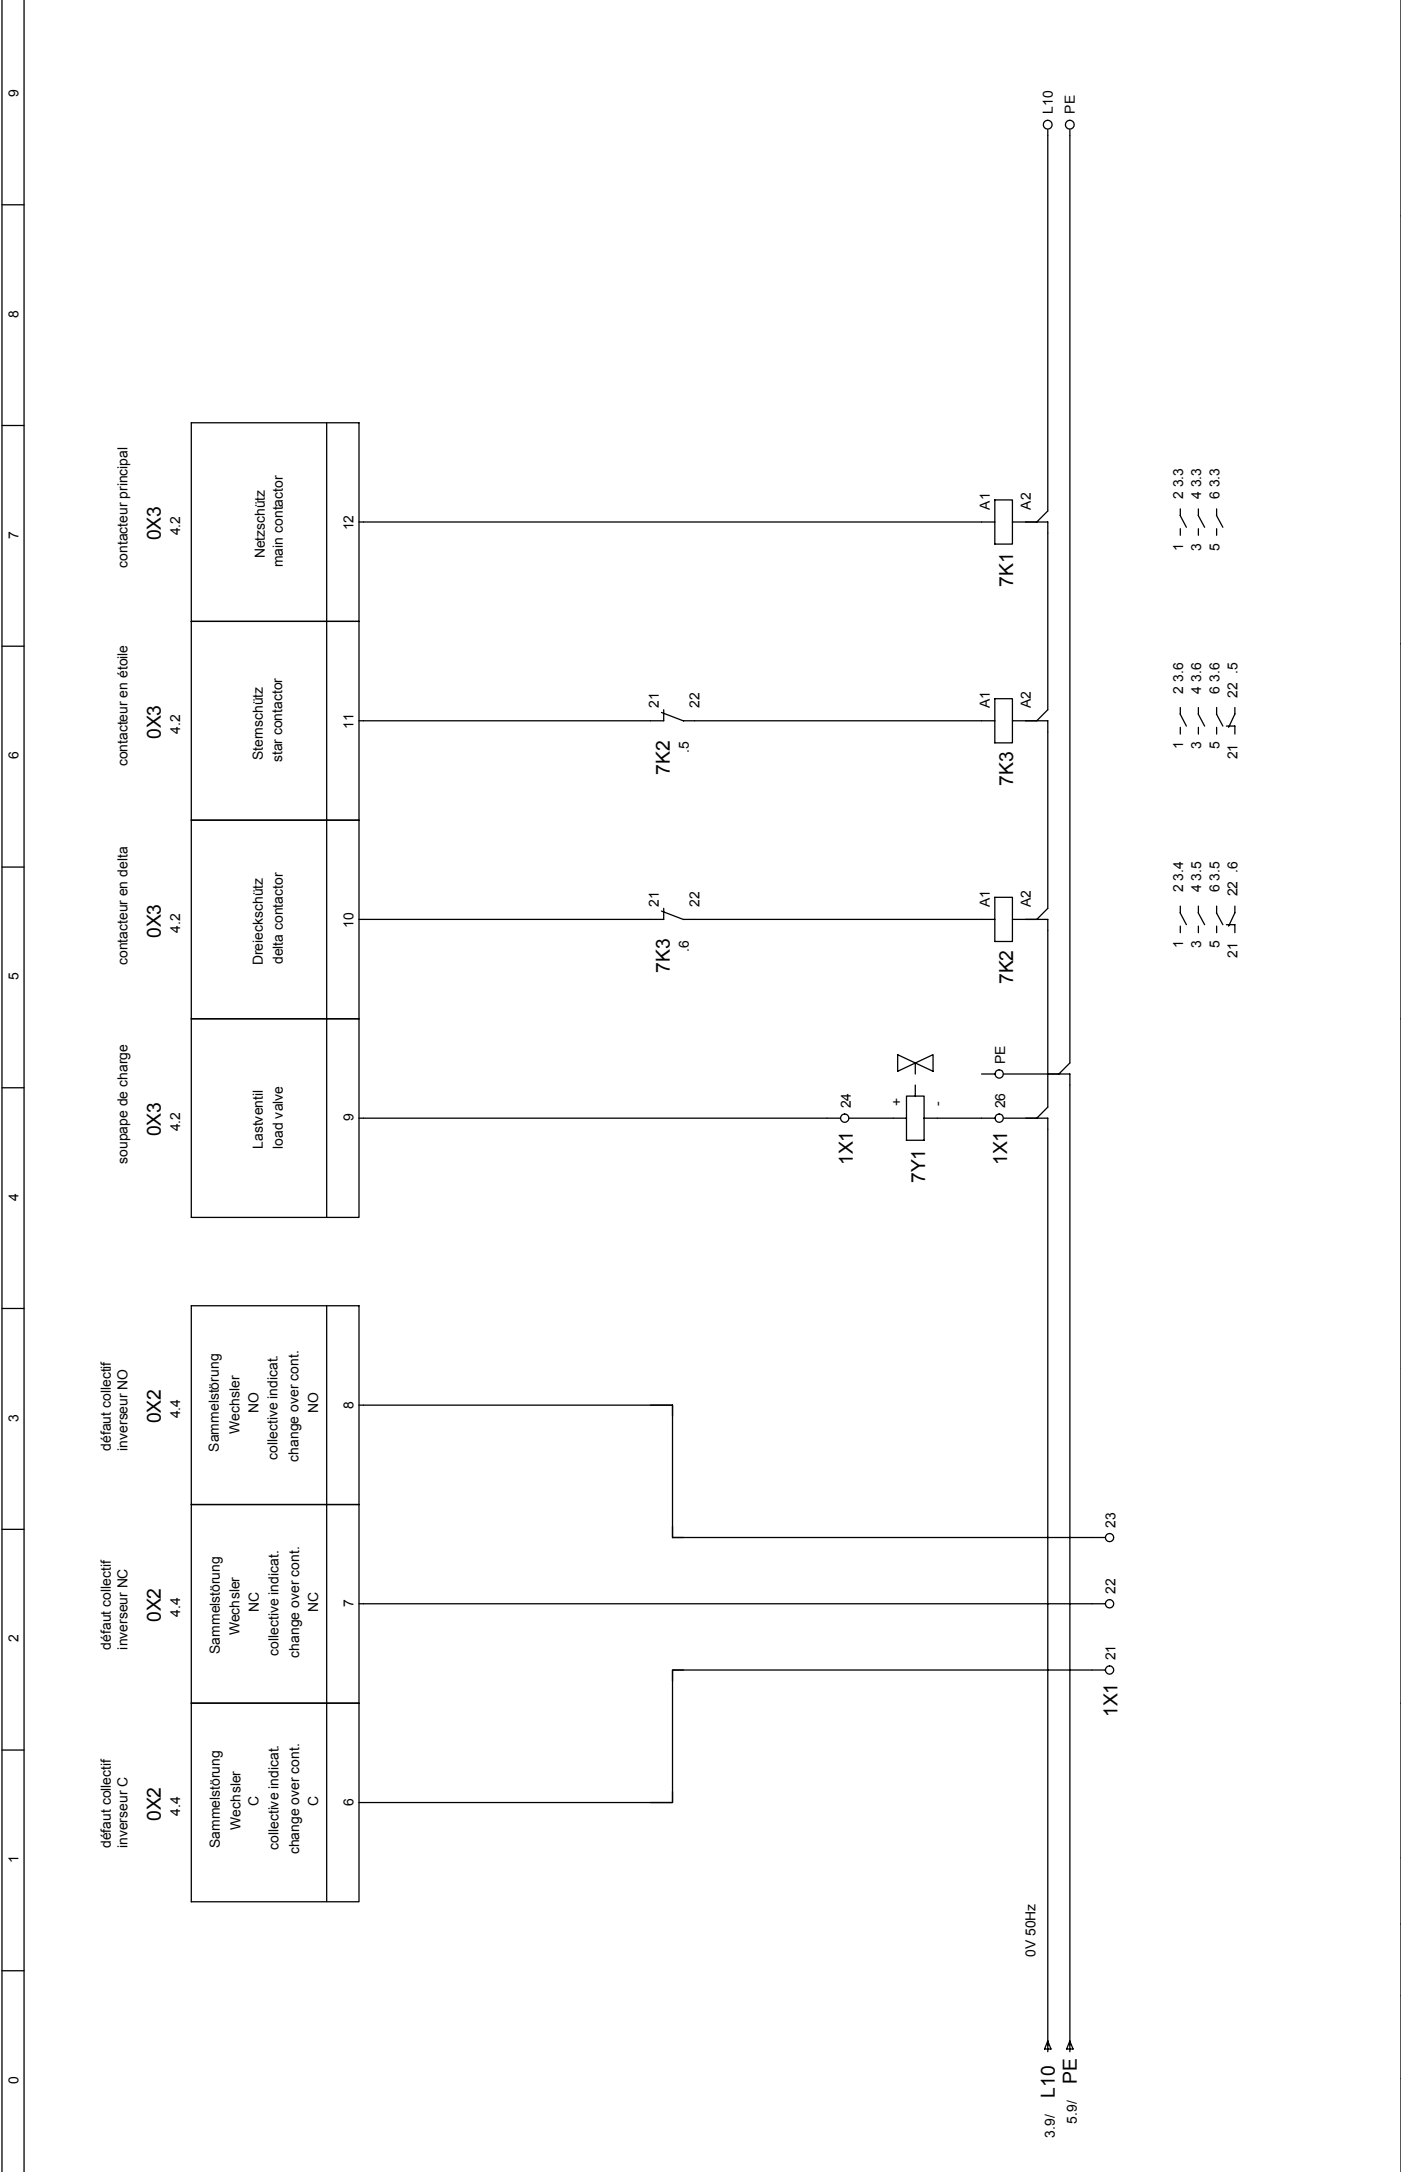 0
1
2
3
4
5
6
7
8
9
défaut collectif
inverseur C
0X2
4.4
défaut collectif
inverseur NC
0X2
4.4
défaut collectif
inverseur NO
0X2
4.4
soupape de charge
0X3
4.2
contacteur en delta
0X3
4.2
contacteur en étoile
0X3
4.2
contacteur principal
0X3
4.2
Sammelstörung
Wechsler
C
collective indicat.
change over cont.
C
6
Sammelstörung
Wechsler
NC
collective indicat.
change over cont.
NC
7
Sammelstörung
Wechsler
NO
collective indicat.
change over cont.
NO
8
Lastventil
load valve
9
Dreieckschütz
delta contactor
10
Sternschütz
star contactor
11
Netzschütz
main contactor
12
7K3
.6
21
22
7K2
.5
21
22
1X1
24
7Y1
+
-
1X1
26
PE
7K2
A1
A2
7K3
A1
A2
7K1
A1
A2
0V 50Hz
3.9/ L10
L10
5.9/ PE
PE
1X1
21
22
23
1 2 3.4
3 4 3.5
5 6 3.5
21 22 .6
1 2 3.6
3 4 3.6
5 6 3.6
21 22 .5
1 2 3.3
3 4 3.3
5 6 3.3